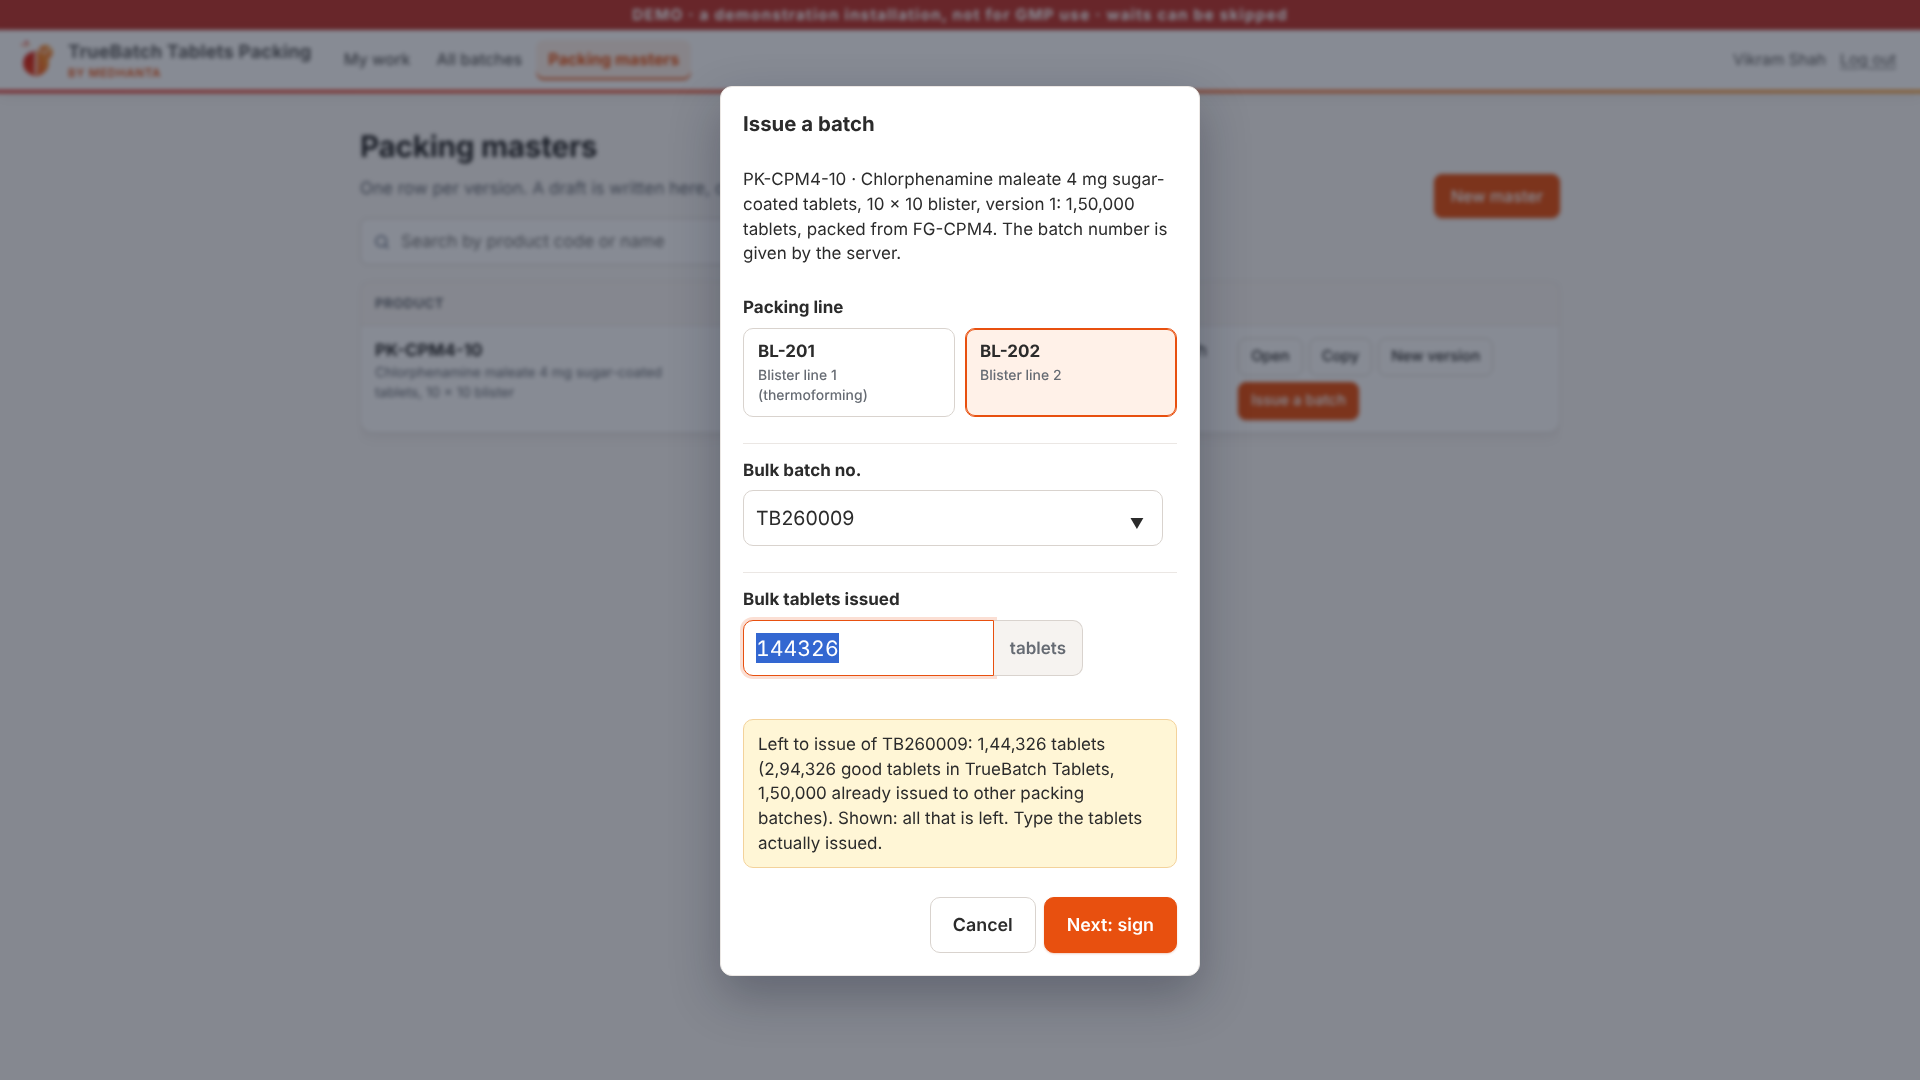 DEMO · a demonstration installation, not for GMP use · waits can be skipped
TrueBatch Tablets Packing
BY MEDHANTA
My work
All batches
Packing masters
Vikram Shah
Log out
Packing masters
One row per version. A draft is written here,
New master
Search by product code or name
PRODUCT
PK-CPM4-10
Chlorphenamine maleate 4 mg sugar-coated
tablets, 10 × 10 blister
Open
Copy
New version
Issue a batch
Issue a batch
PK-CPM4-10 · Chlorphenamine maleate 4 mg sugar-
coated tablets, 10 × 10 blister, version 1: 1,50,000
tablets, packed from FG-CPM4. The batch number is
given by the server.
Packing line
BL-201
Blister line 1
(thermoforming)
BL-202
Blister line 2
Bulk batch no.
TB260009
Bulk tablets issued
144326
tablets
Left to issue of TB260009: 1,44,326 tablets
(2,94,326 good tablets in TrueBatch Tablets,
1,50,000 already issued to other packing
batches). Shown: all that is left. Type the tablets
actually issued.
Cancel
Next: sign